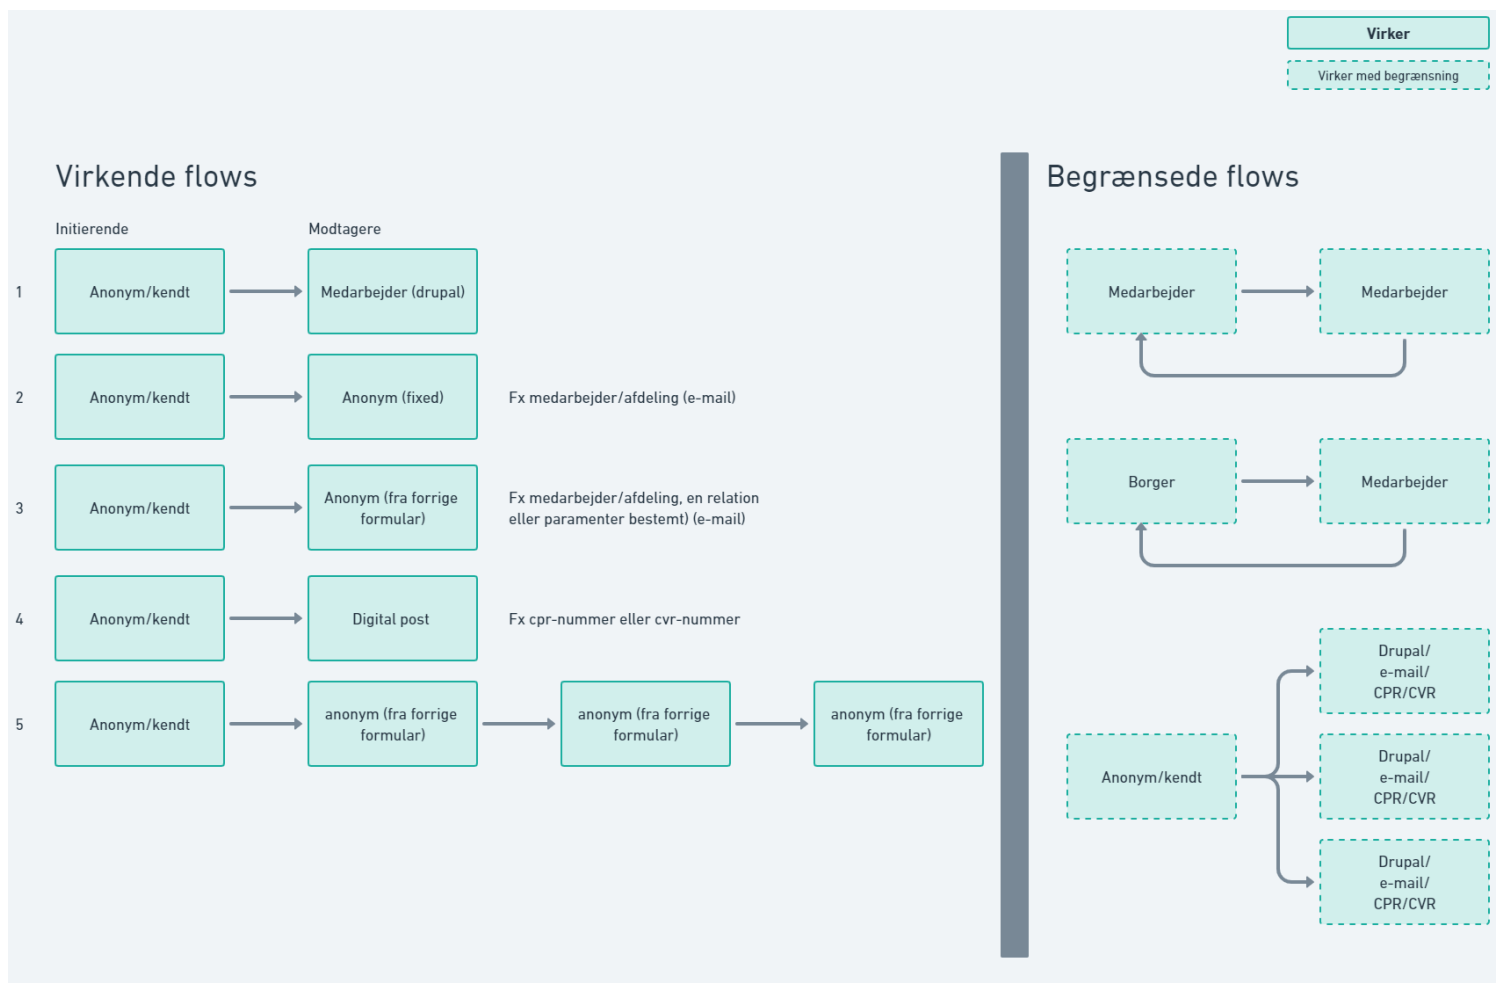 Virker
Virker med begrænsning
Virkende flows
Initierende
Modtagere
1
Anonym/kendt
Medarbejder (drupal)
2
Anonym/kendt
Anonym (fixed)
Fx medarbejder/afdeling (e-mail)
3
Anonym/kendt
Anonym (fra forrige
formular)
Fx medarbejder/afdeling, en relation
eller paramenter bestemt) (e-mail)
4
Anonym/kendt
Digital post
Fx cpr-nummer eller cvr-nummer
5
Anonym/kendt
anonym (fra forrige
formular)
anonym (fra forrige
formular)
anonym (fra forrige
formular)
Begrænsede flows
Medarbejder
Medarbejder
Borger
Medarbejder
Anonym/kendt
Drupal/
e-mail/
CPR/CVR
Drupal/
e-mail/
CPR/CVR
Drupal/
e-mail/
CPR/CVR